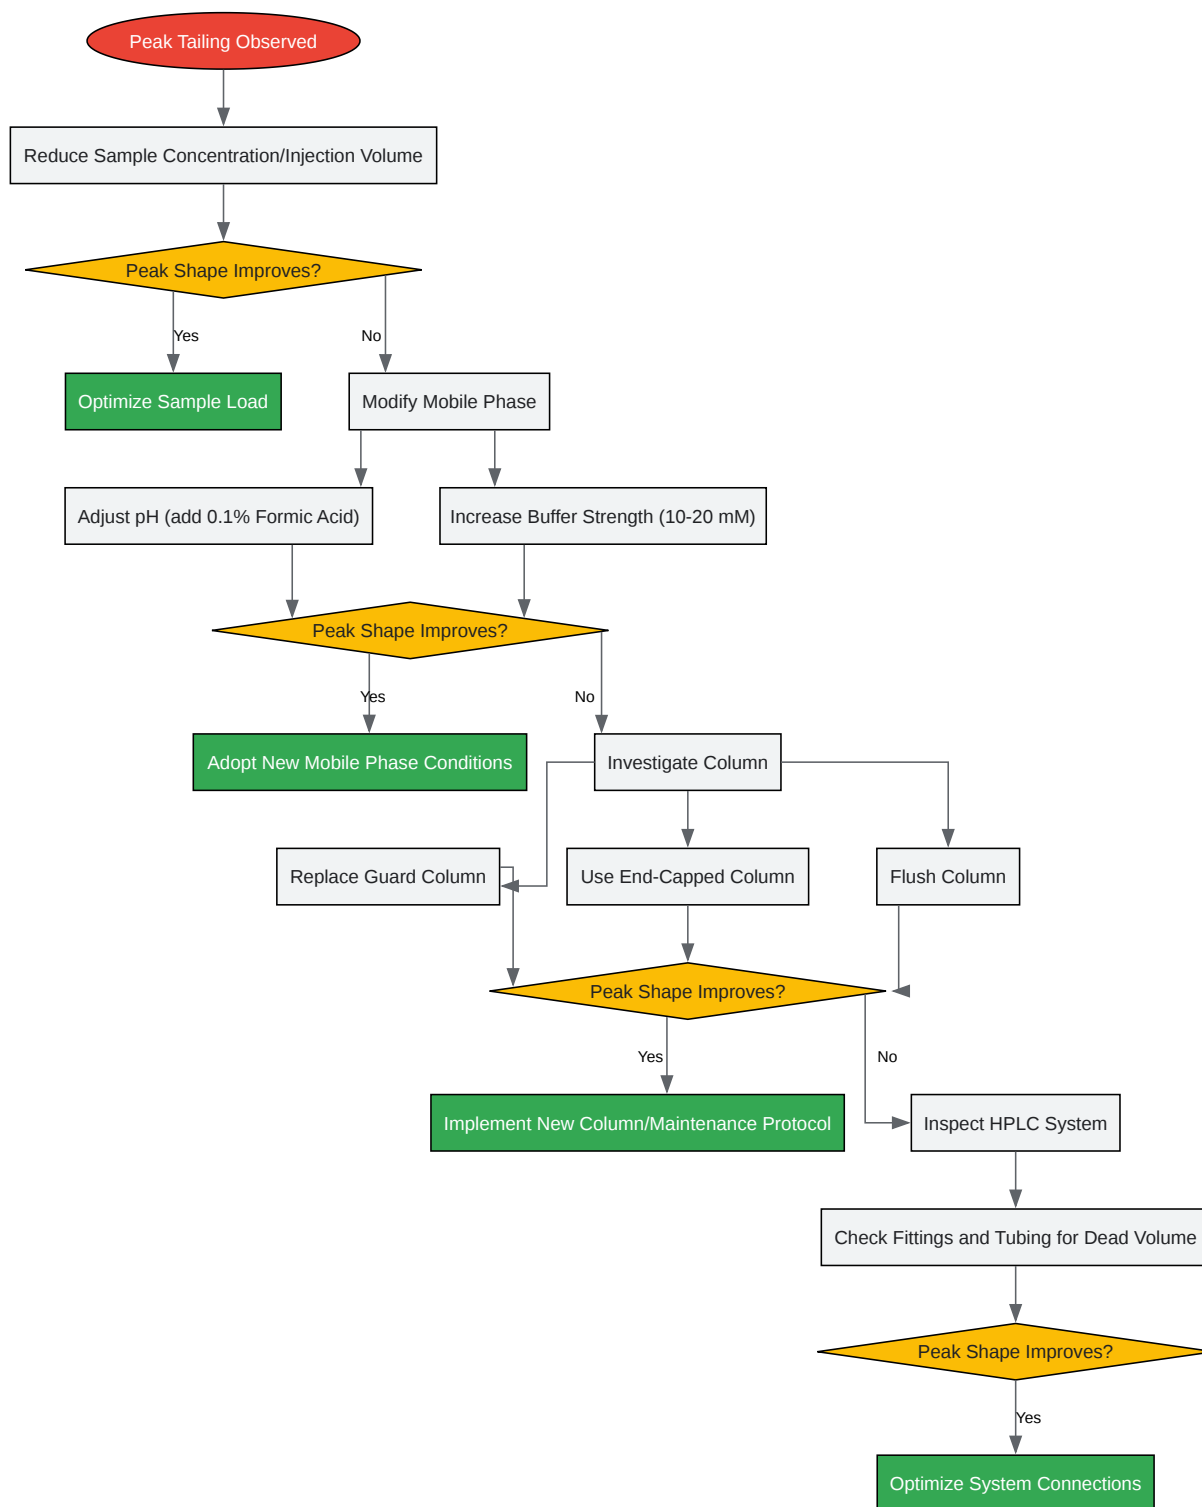 Peak Tailing Observed
Reduce Sample Concentration/Injection Volume
Peak Shape Improves?
Yes
No
Optimize Sample Load
Modify Mobile Phase
Adjust pH (add 0.1% Formic Acid)
Increase Buffer Strength (10-20 mM)
Peak Shape Improves?
Yes
No
Adopt New Mobile Phase Conditions
Investigate Column
Replace Guard Column
Use End-Capped Column
Flush Column
Peak Shape Improves?
Yes
No
Implement New Column/Maintenance Protocol
Inspect HPLC System
Check Fittings and Tubing for Dead Volume
Peak Shape Improves?
Yes
Optimize System Connections